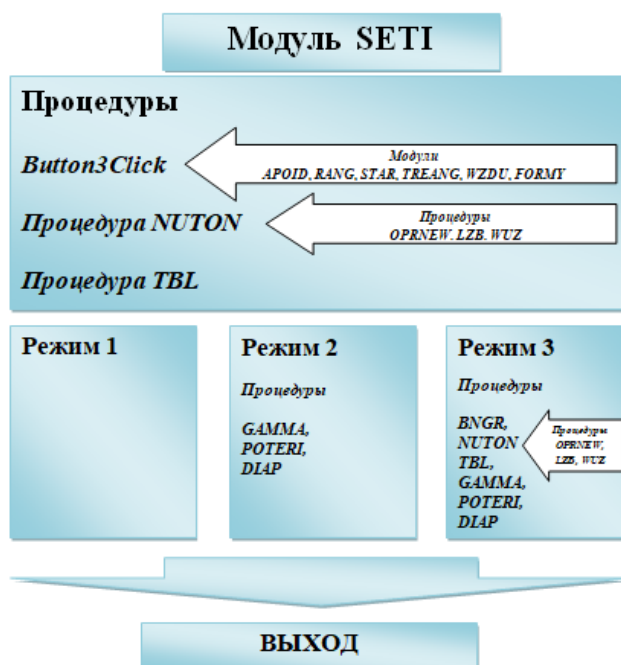 Модуль SETI
Процедуры
Button3Click
Модули
APOID, RANG, STAR, TREANG, WZDU, FORMY
Процедура NUTON
Процедуры
OPRNEW. LZB. WUZ
Процедура TBL
Режим 1
Режим 2
Процедуры
GAMMA,
POTERI,
DIAP
Режим 3
Процедуры
BNGR,
NUTON
TBL,
GAMMA,
POTERI,
DIAP
Процедуры
OPRNEW,
LZB, WUZ
ВЫХОД